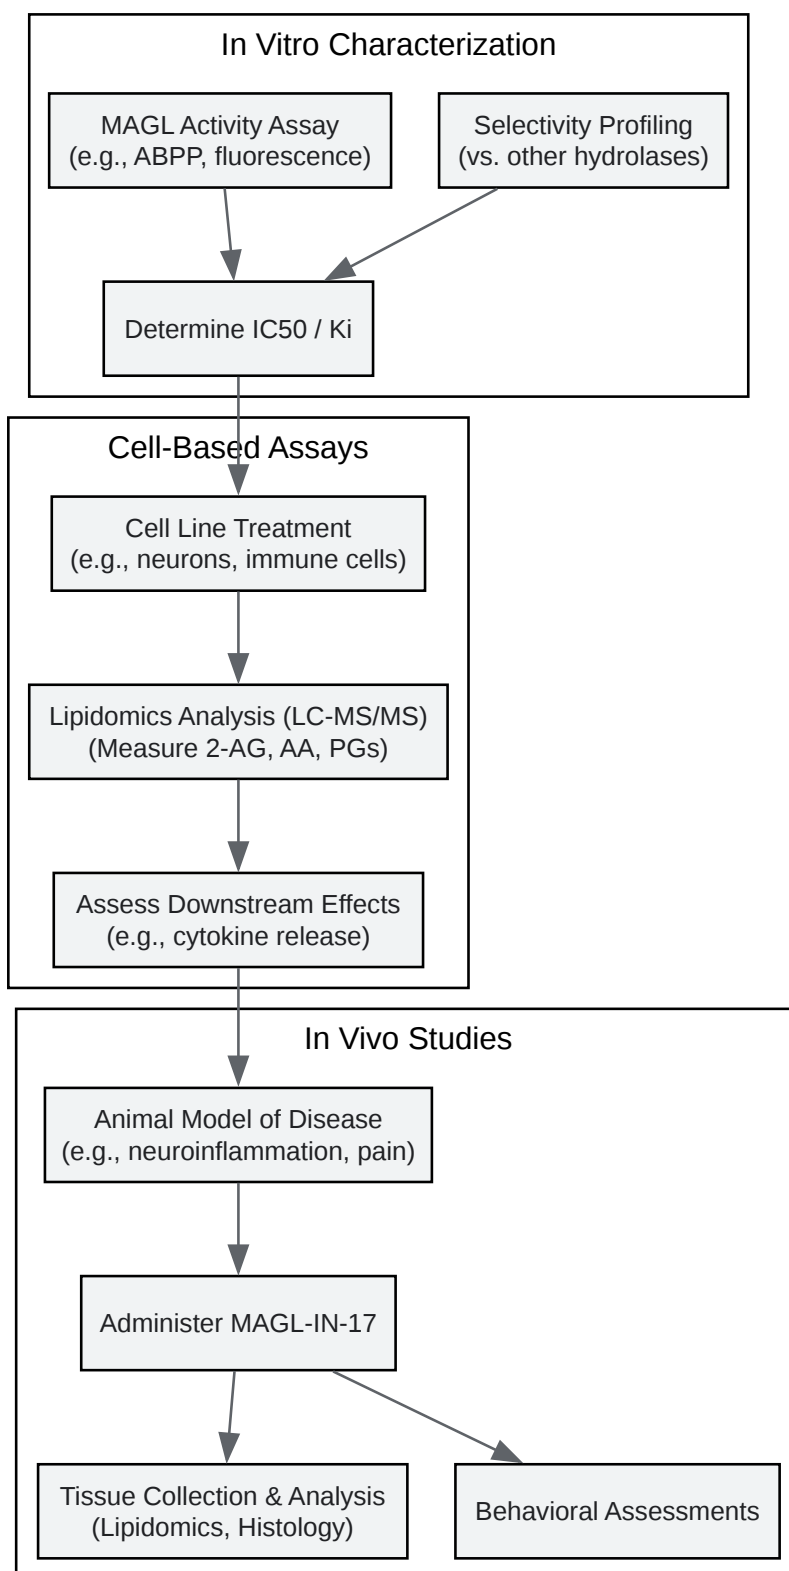 In Vitro Characterization
MAGL Activity Assay
(e.g., ABPP, fluorescence)
Selectivity Profiling
(vs. other hydrolases)
Determine IC50 / Ki
Cell-Based Assays
Cell Line Treatment
(e.g., neurons, immune cells)
Lipidomics Analysis (LC-MS/MS)
(Measure 2-AG, AA, PGs)
Assess Downstream Effects
(e.g., cytokine release)
In Vivo Studies
Animal Model of Disease
(e.g., neuroinflammation, pain)
Administer MAGL-IN-17
Tissue Collection & Analysis
(Lipidomics, Histology)
Behavioral Assessments